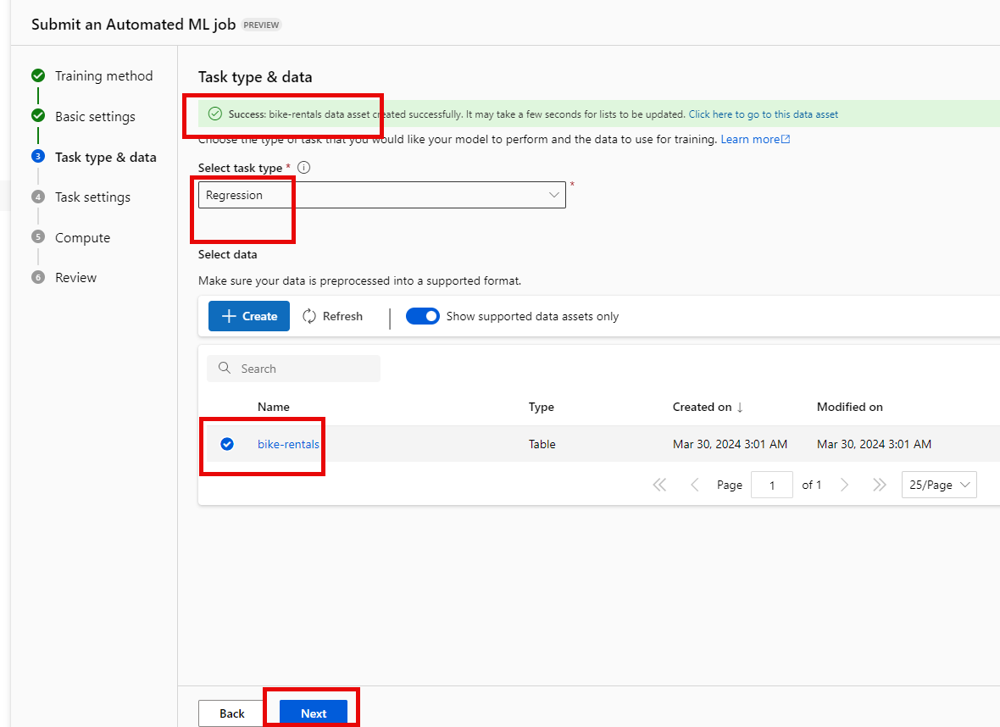 Submit an Automated ML job PREVIEW
Training method
Basic settings
3 Task type & data
4 Task settings
5 Compute
6 Review
Task type & data
Success: bike-rentals data asset created successfully. It may take a few seconds for lists to be updated. Click here to go to this data asset
Choose the type of task that you would like your model to perform and the data to use for training. Learn more
Select task type *
Regression *
Select data
Make sure your data is preprocessed into a supported format.
Create Refresh Show supported data assets only
Search
Name Type Created on ↓ Modified on
bike-rentals Table Mar 30, 2024 3:01 AM Mar 30, 2024 3:01 AM
Page 1 of 1 25/Page
Back Next